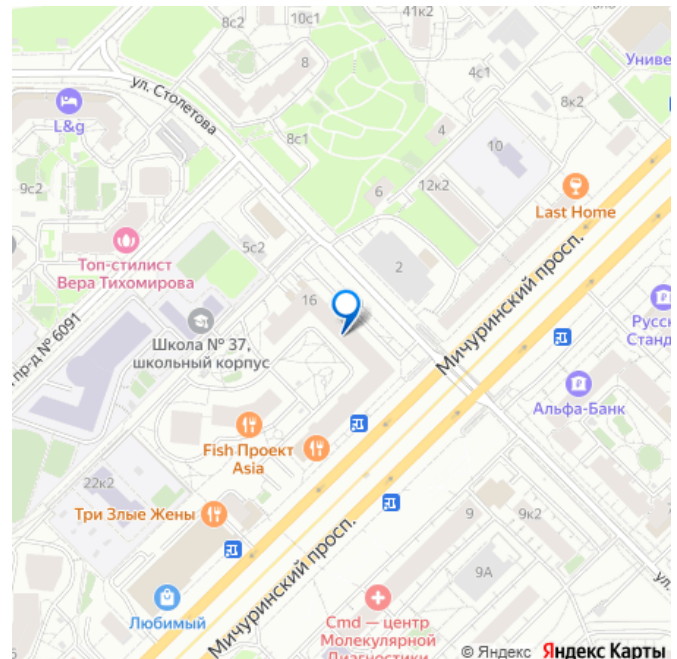 8с2
10с1
41к2
8
Униве
4с1
ул. Столетова
8к2
L&g
8с1
4
10
9с2
6
12к2
Last Home
5с2
Топ-стилист
Вера Тихомирова
2
Мичуринский просп.
16
Русск
Станд
Школа № 37,
школьный корпус
пр-д № 6091
Альфа-Банк
Fish Проект
Asia
22к2
Три Злые Жены
9
9к2
Мичуринский просп.
9А
ул.
Любимый
Cmd — центр
Молекулярной
Диагностики
© Яндекс Яндекс Карты